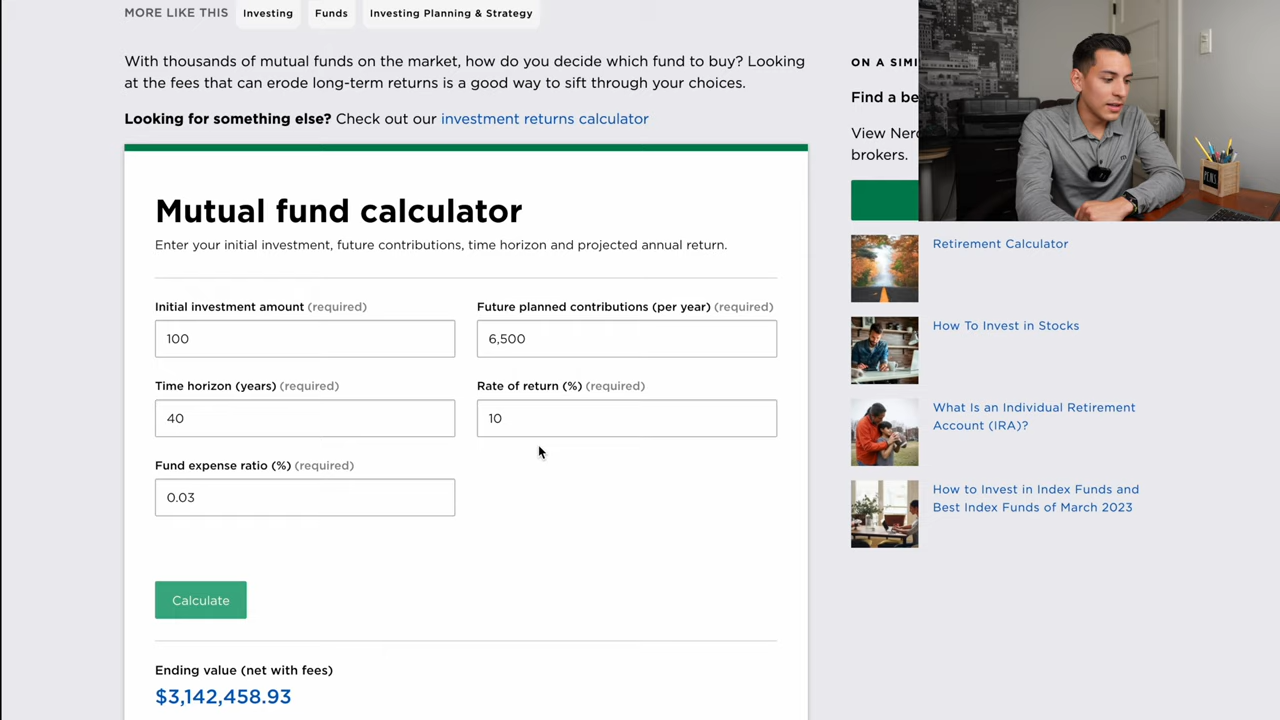 MORE LIKE THIS Investing Funds Investing Planning & Strategy
With thousands of mutual funds on the market, how do you decide which fund to buy? Looking
at the fees that can erode long-term returns is a good way to sift through your choices.
Looking for something else? Check out our investment returns calculator
Mutual fund calculator
Enter your initial investment, future contributions, time horizon and projected annual return.
Initial investment amount (required)
100
Future planned contributions (per year) (required)
6,500
Time horizon (years) (required)
40
Rate of return (%) (required)
10
Fund expense ratio (%) (required)
0.03
Calculate
Ending value (net with fees)
$3,142,458.93
ON A
Find a
View
brokers.
Retirement Calculator
How To Invest in Stocks
What Is an Individual Retirement
Account (IRA)?
How to Invest in Index Funds and
Best Index Funds of March 2023
PENS